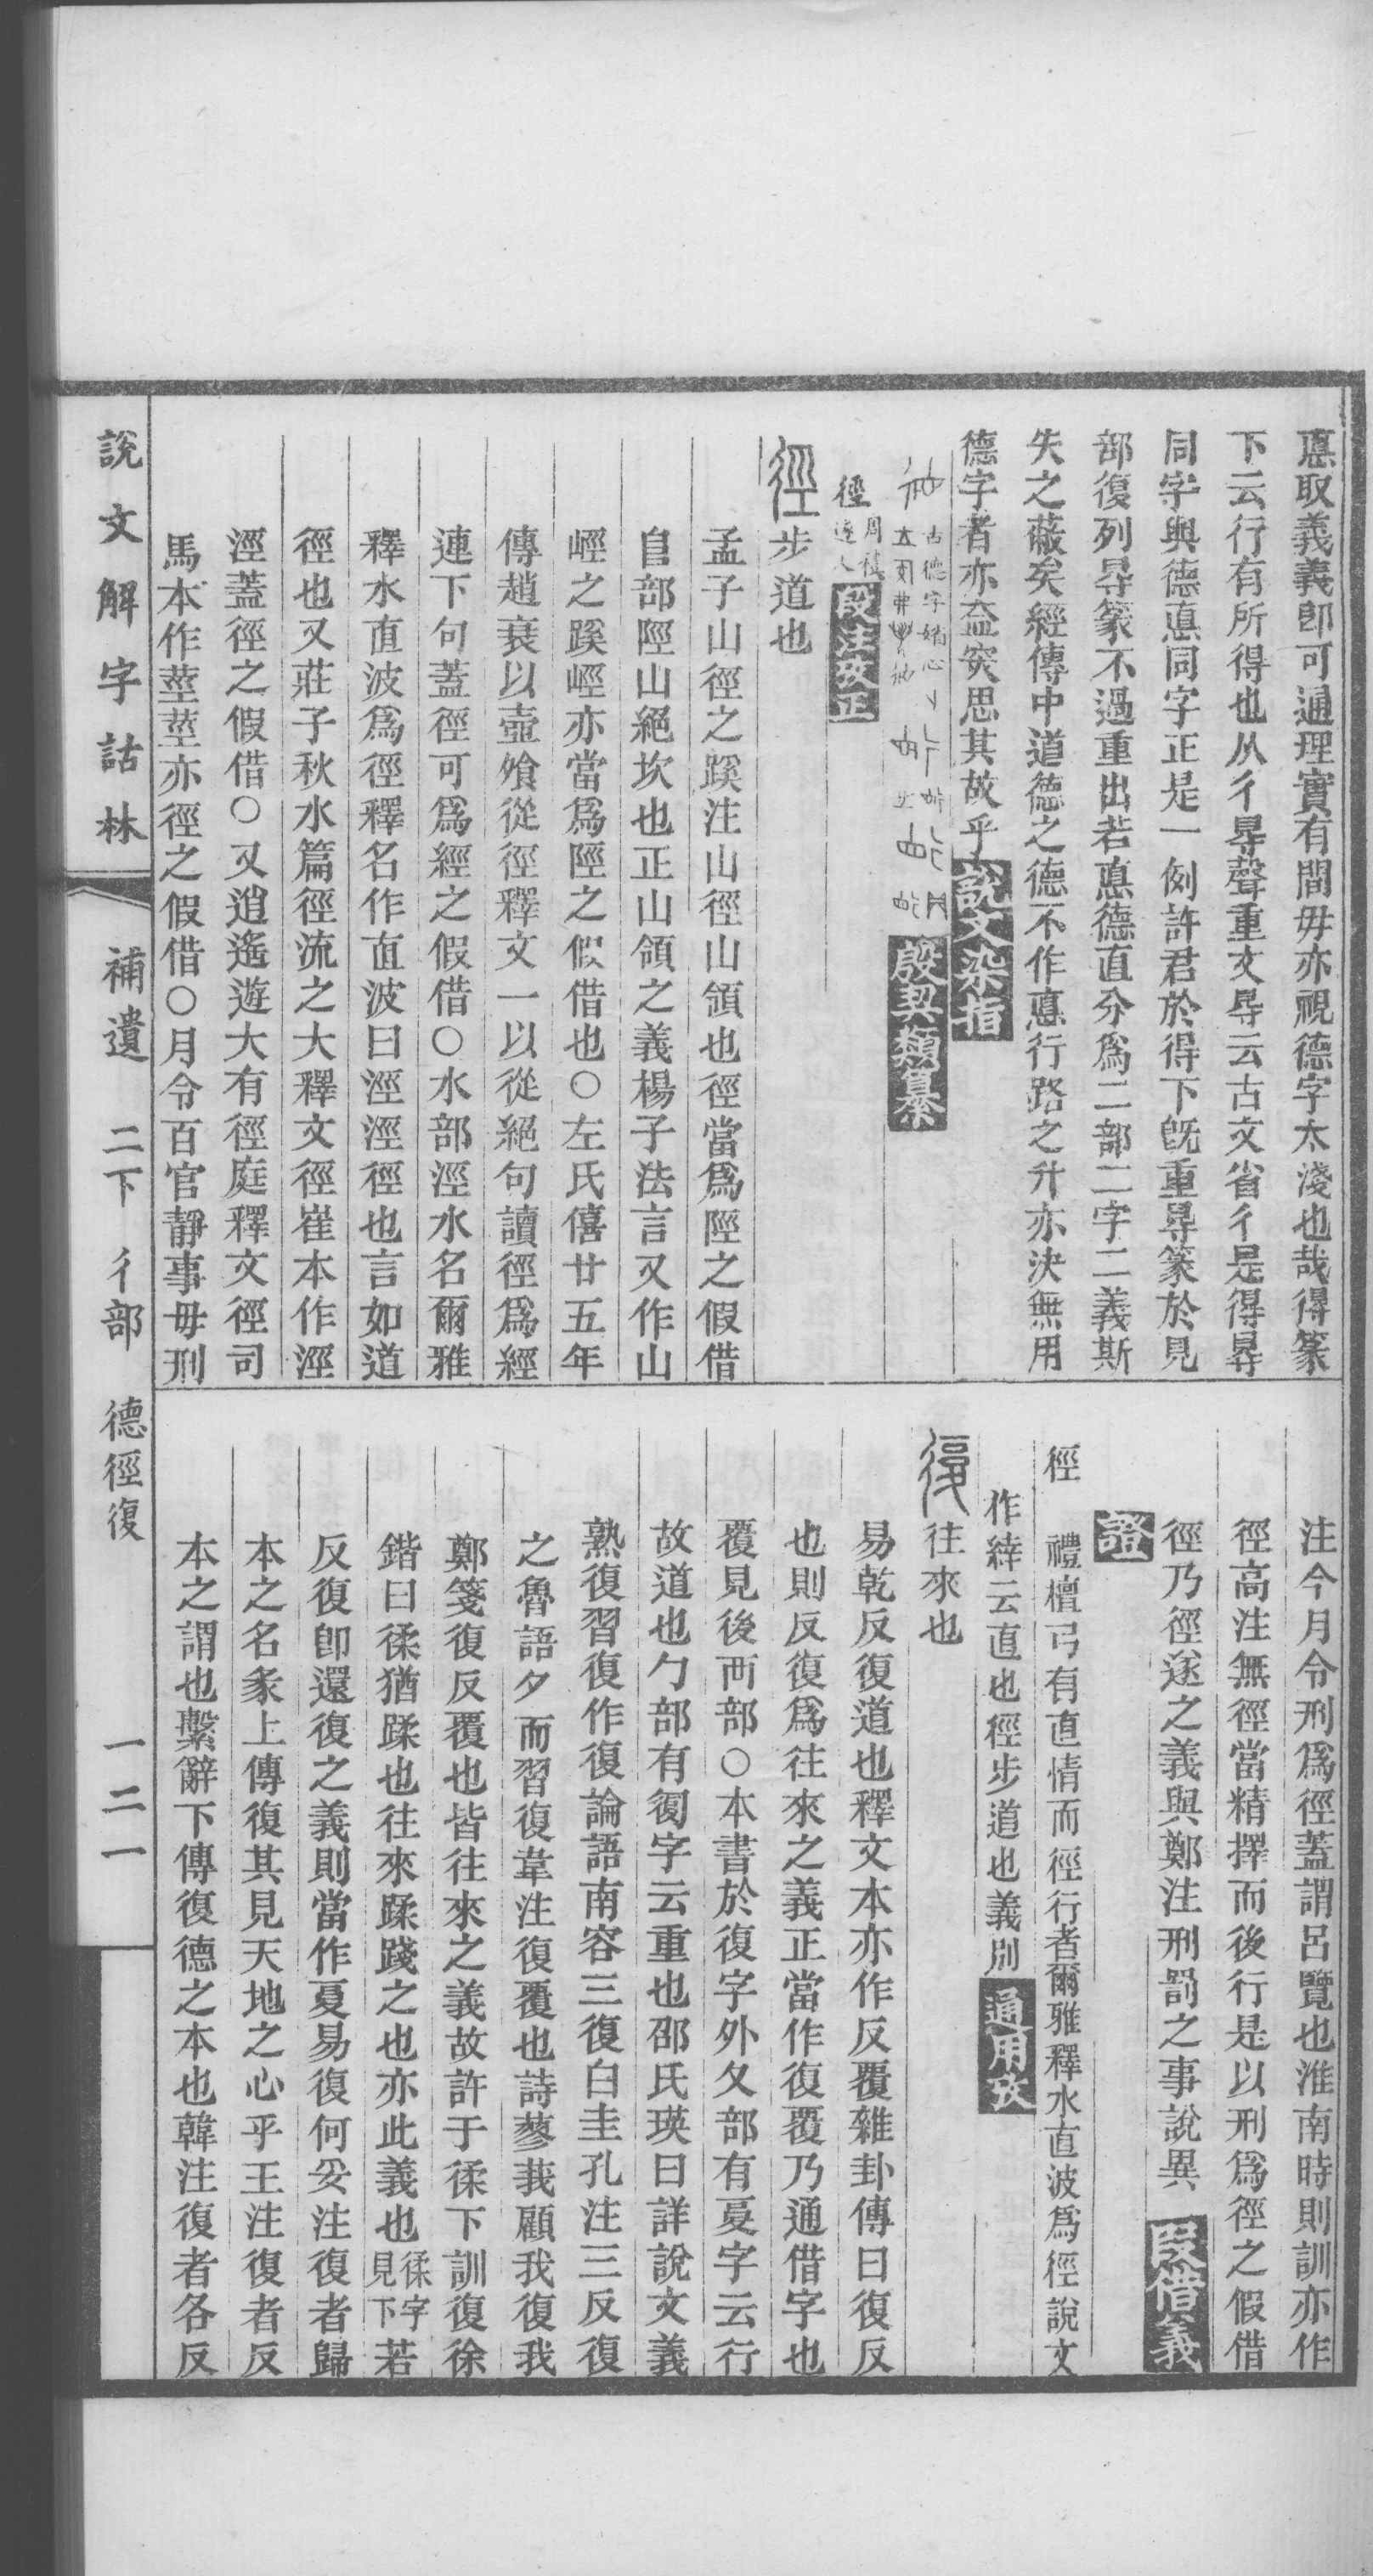 悳取義義卽可通理實有間毋亦視德字太淺也哉得篆
下云行有所得也从彳㝵聲重文㝵云古文省彳是得㝵
同字與德悳同字正是一例許君於得下旣重㝵篆於見
部復列㝵篆不過重出若悳德直分爲二部二字二義斯
失之蔽矣經傳中道德之德不作悳行路之升亦決無用
德字者亦盍窔思其故乎說文染指
古德字省心
殷契類纂
徑周禮遂人段注攷正
徑步道也
孟子山徑之蹊注山徑山領也徑當爲陘之假借
𨸏部陘山絕坎也正山領之義楊子法言又作山
㟰之蹊㟰亦當爲陘之假借也○左氏僖廿五年
傳趙衰以壺飧從徑釋文一以從絕句讀徑爲經
連下句蓋徑可爲經之假借○水部涇水名爾雅
釋水直波爲徑釋名作直波曰涇涇徑也言如道
徑也又莊子秋水篇徑流之大釋文徑崔本作涇
涇蓋徑之假借○又逍遙遊大有徑庭釋文徑司
馬本作莖莖亦徑之假借○月令百官靜事毋刑
注今月令刑爲徑蓋謂呂覽也淮南時則訓亦作
徑高注無徑當精擇而後行是以刑爲徑之假借
徑乃徑遂之義與鄭注刑罰之事說異 段借義
證
徑 禮檀弓有直情而徑行者爾雅釋水直波爲徑說文
作䋲云直也徑步道也義別通用攷
復往來也
易乾反復道也釋文本亦作反覆雜卦傳曰復反
也則反復爲往來之義正當作復覆乃通借字也
覆見後襾部○本書於復字外夂部有夏字云行
故道也勹部有匎字云重也邵氏瑛曰詳說文義
熟復習復作復論語南容三復白圭孔注三反復
之魯語夕而習復韋注復覆也詩蓼莪顧我復我
鄭箋復反覆也皆往來之義故許于徖下訓復徐
鍇曰徖猶蹂也往來蹂踐之也亦此義也徖字見下若
反復卽還復之義則當作夏易復何妥注復者歸
本之名彖上傳復其見天地之心乎王注復者反
本之謂也繫辭下傳復德之本也韓注復者各反
說文解字詁林 補遺 二下 彳部 德徑復 一二一